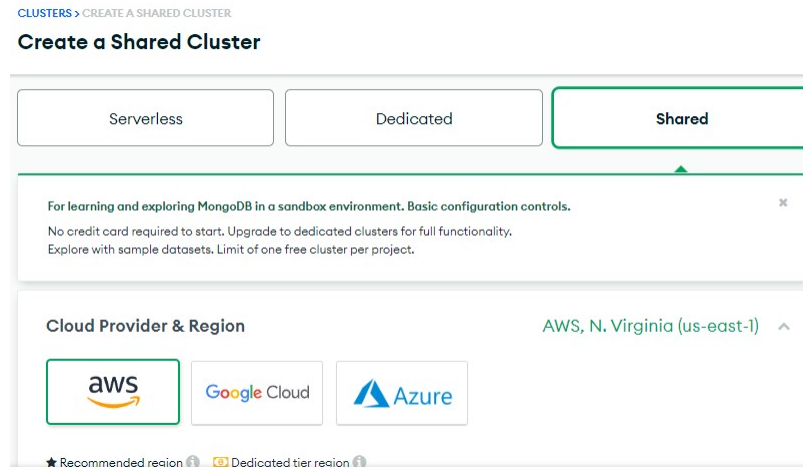 CLUSTERS > CREATE A SHARED CLUSTER
Create a Shared Cluster
Serverless
Dedicated
Shared
For learning and exploring MongoDB in a sandbox environment. Basic configuration controls.
No credit card required to start. Upgrade to dedicated clusters for full functionality.
Explore with sample datasets. Limit of one free cluster per project.
Cloud Provider & Region
AWS, N. Virginia (us-east-1)
aws
Google Cloud
Azure
★ Recommended region
Dedicated tier region